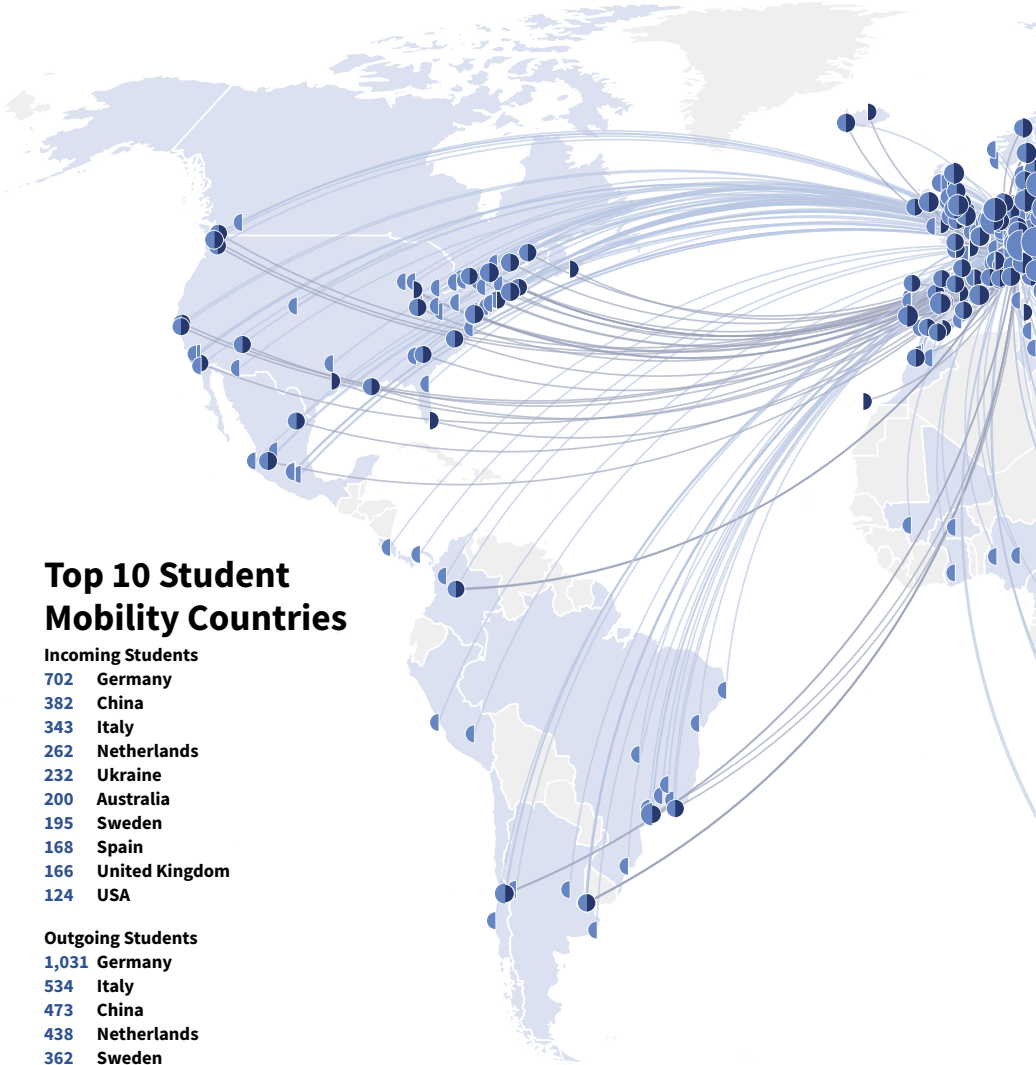 Top 10 Student
Mobility Countries
Incoming Students
702 Germany
382 China
343 Italy
262 Netherlands
232 Ukraine
200 Australia
195 Sweden
168 Spain
166 United Kingdom
124 USA
Outgoing Students
1,031 Germany
534 Italy
473 China
438 Netherlands
362 Sweden